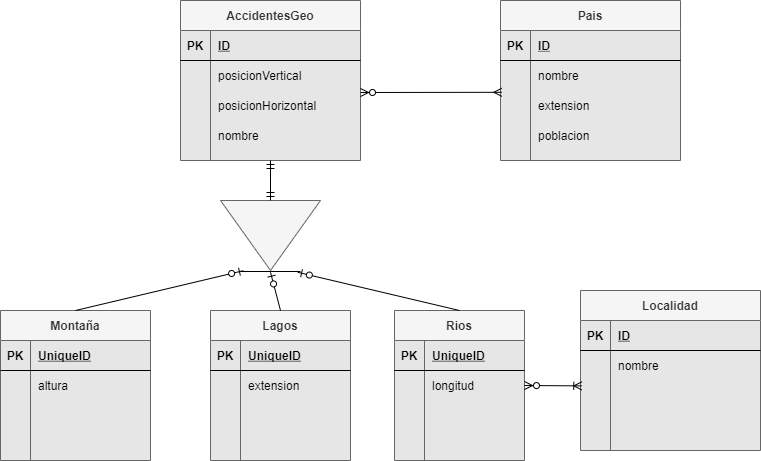 AccidentesGeo
PK ID
posicionVertical
posicionHorizontal
nombre
Pais
PK ID
nombre
extension
poblacion
Montaña
PK UniqueID
altura
Lagos
PK UniqueID
extension
Rios
PK UniqueID
longitud
Localidad
PK ID
nombre